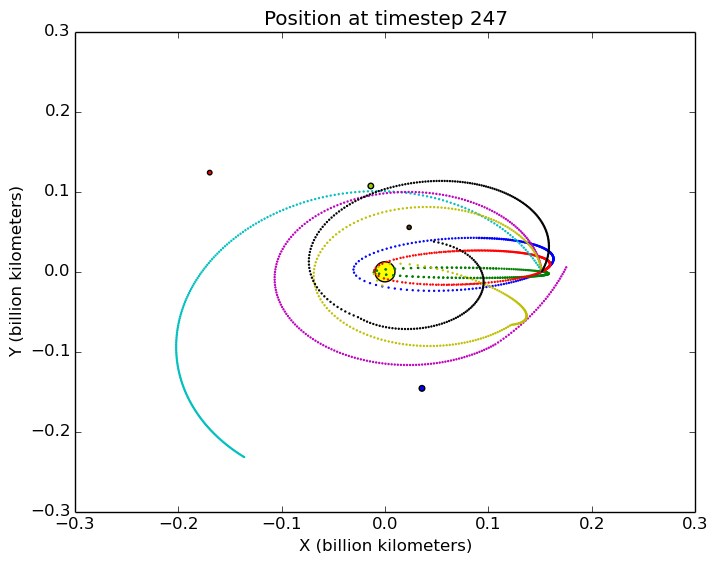 Position at timestep 247
0.3
0.2
0.1
0.0
−0.1
−0.2
−0.3
Y (billion kilometers)
−0.3 −0.2 −0.1 0.0 0.1 0.2 0.3
X (billion kilometers)